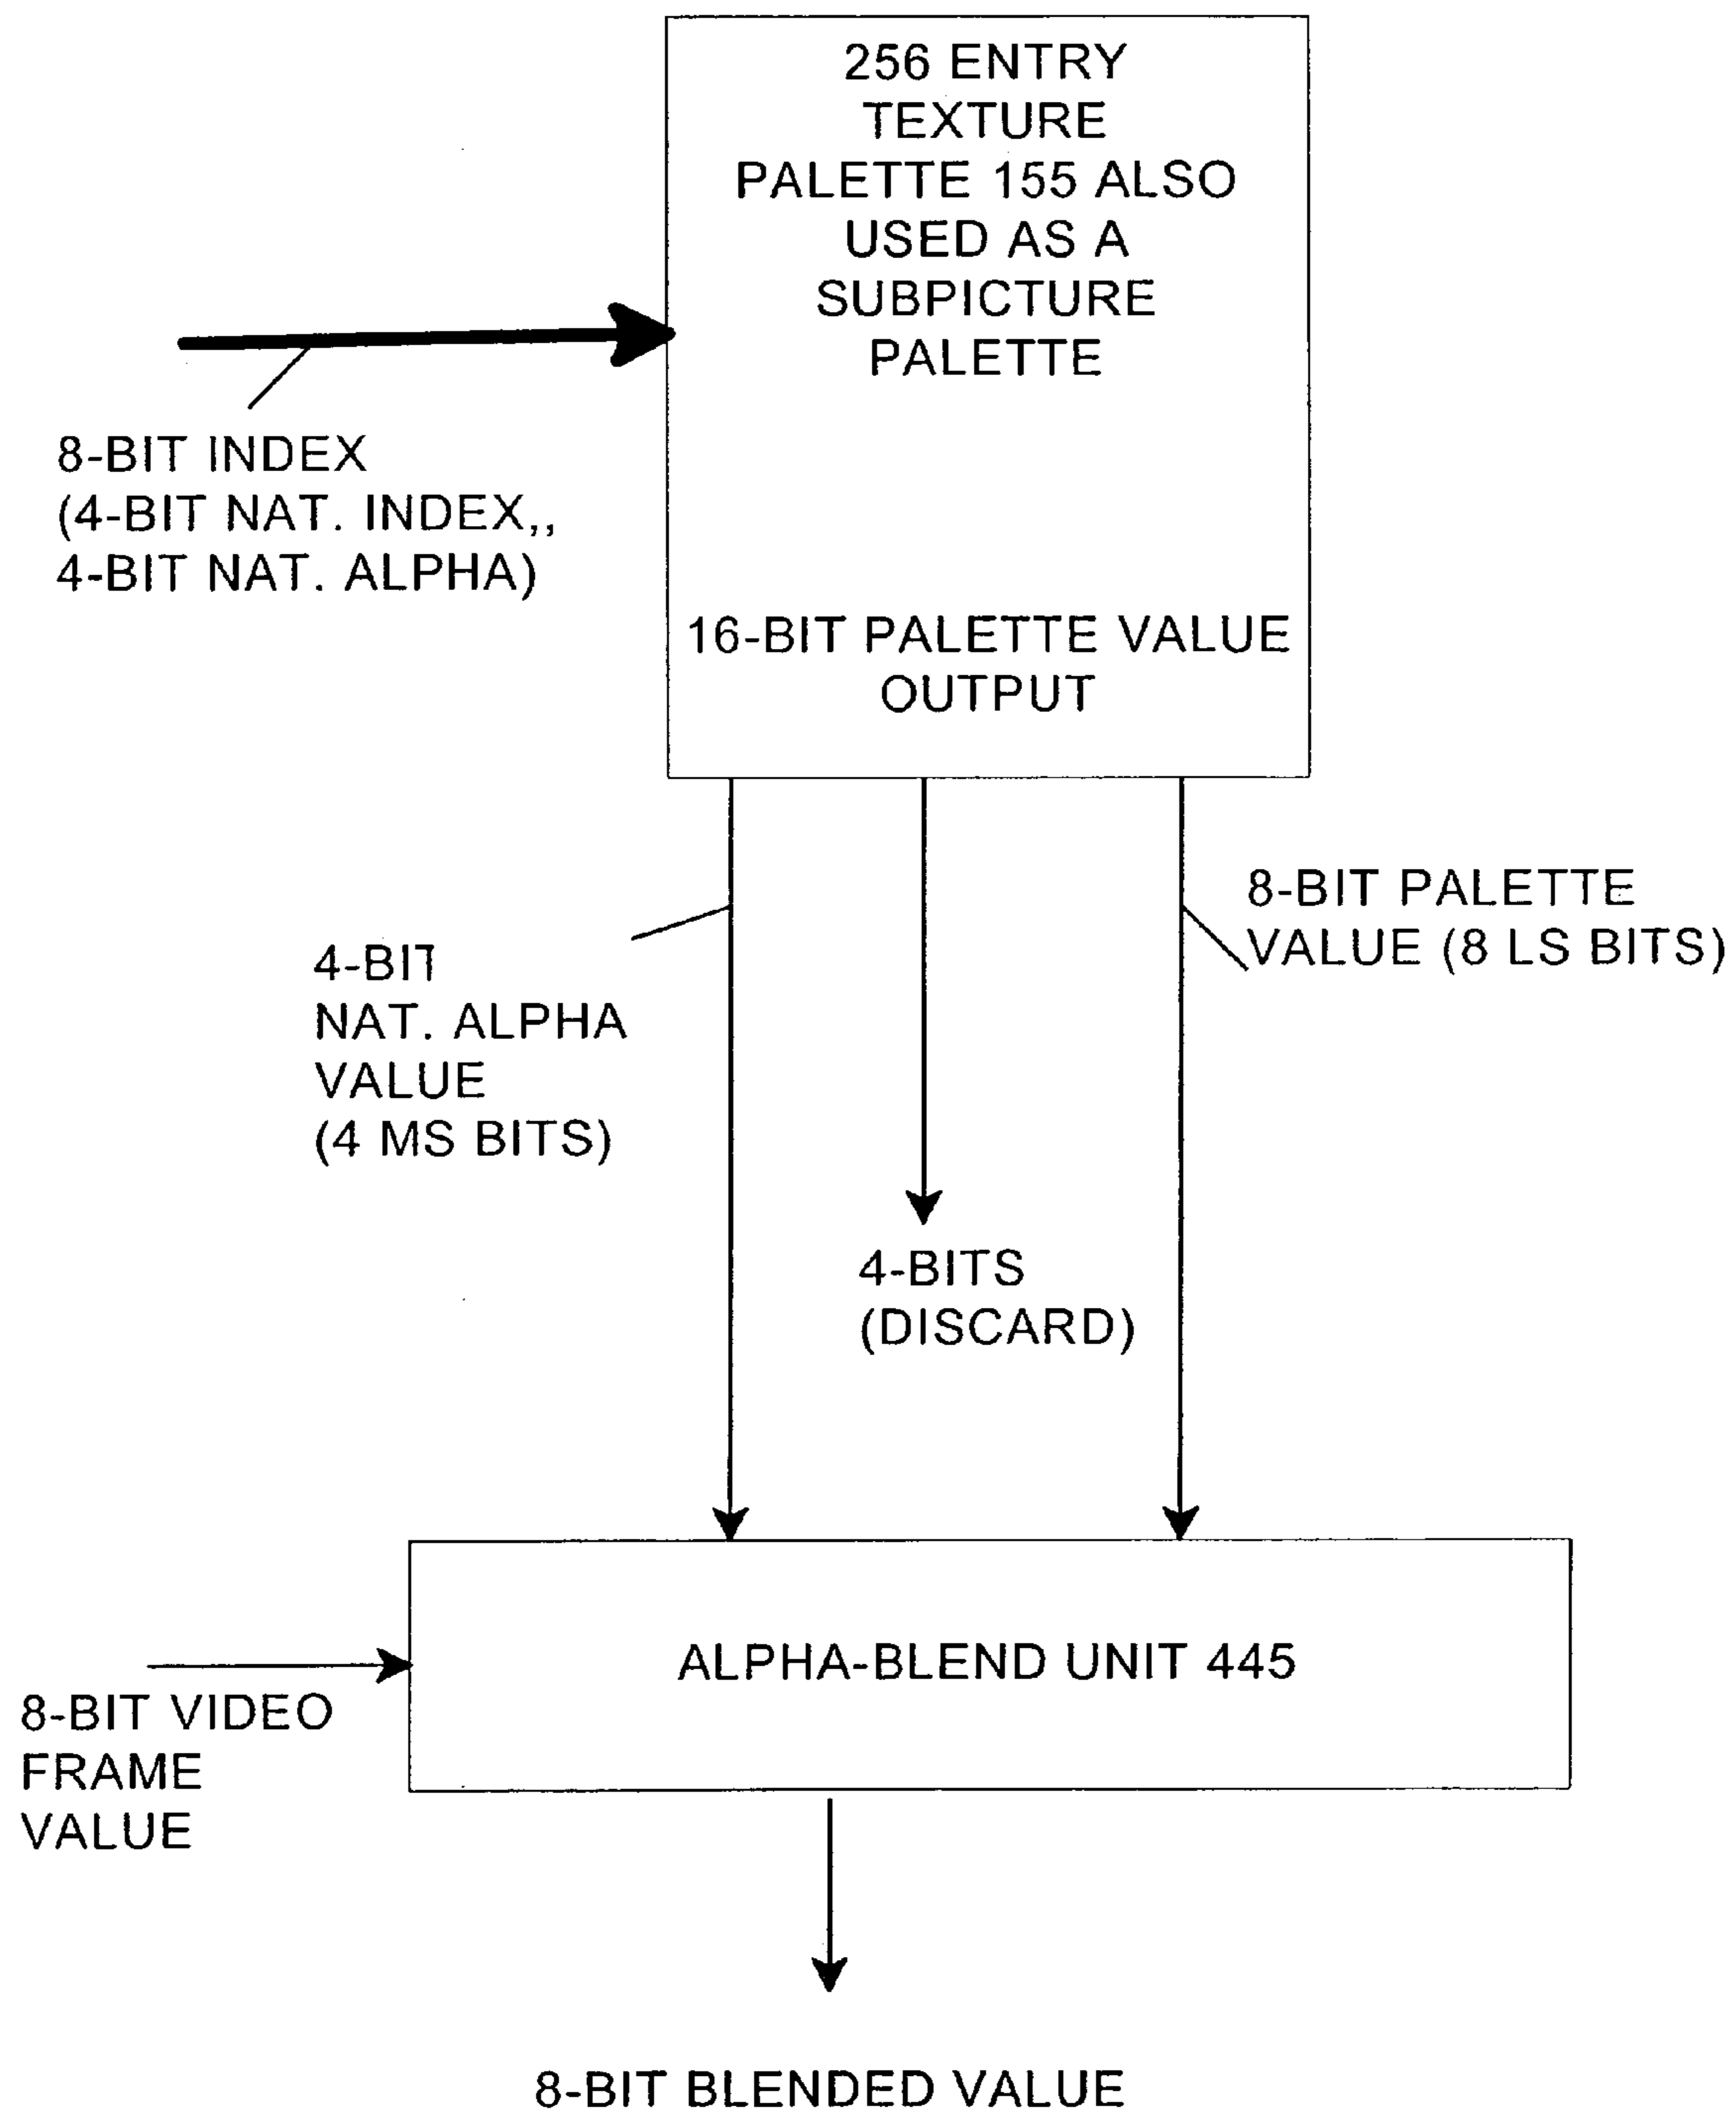 256 ENTRY
TEXTURE
PALETTE 155 ALSO
USED AS A
SUBPICTURE
PALETTE
8-BIT INDEX
(4-BIT NAT. INDEX,,
4-BIT NAT. ALPHA)
16-BIT PALETTE VALUE
OUTPUT
8-BIT PALETTE
VALUE (8 LS BITS)
4-BIT
NAT. ALPHA
VALUE
(4 MS BITS)
4-BITS
(DISCARD)
ALPHA-BLEND UNIT 445
8-BIT VIDEO
FRAME
VALUE
8-BIT BLENDED VALUE